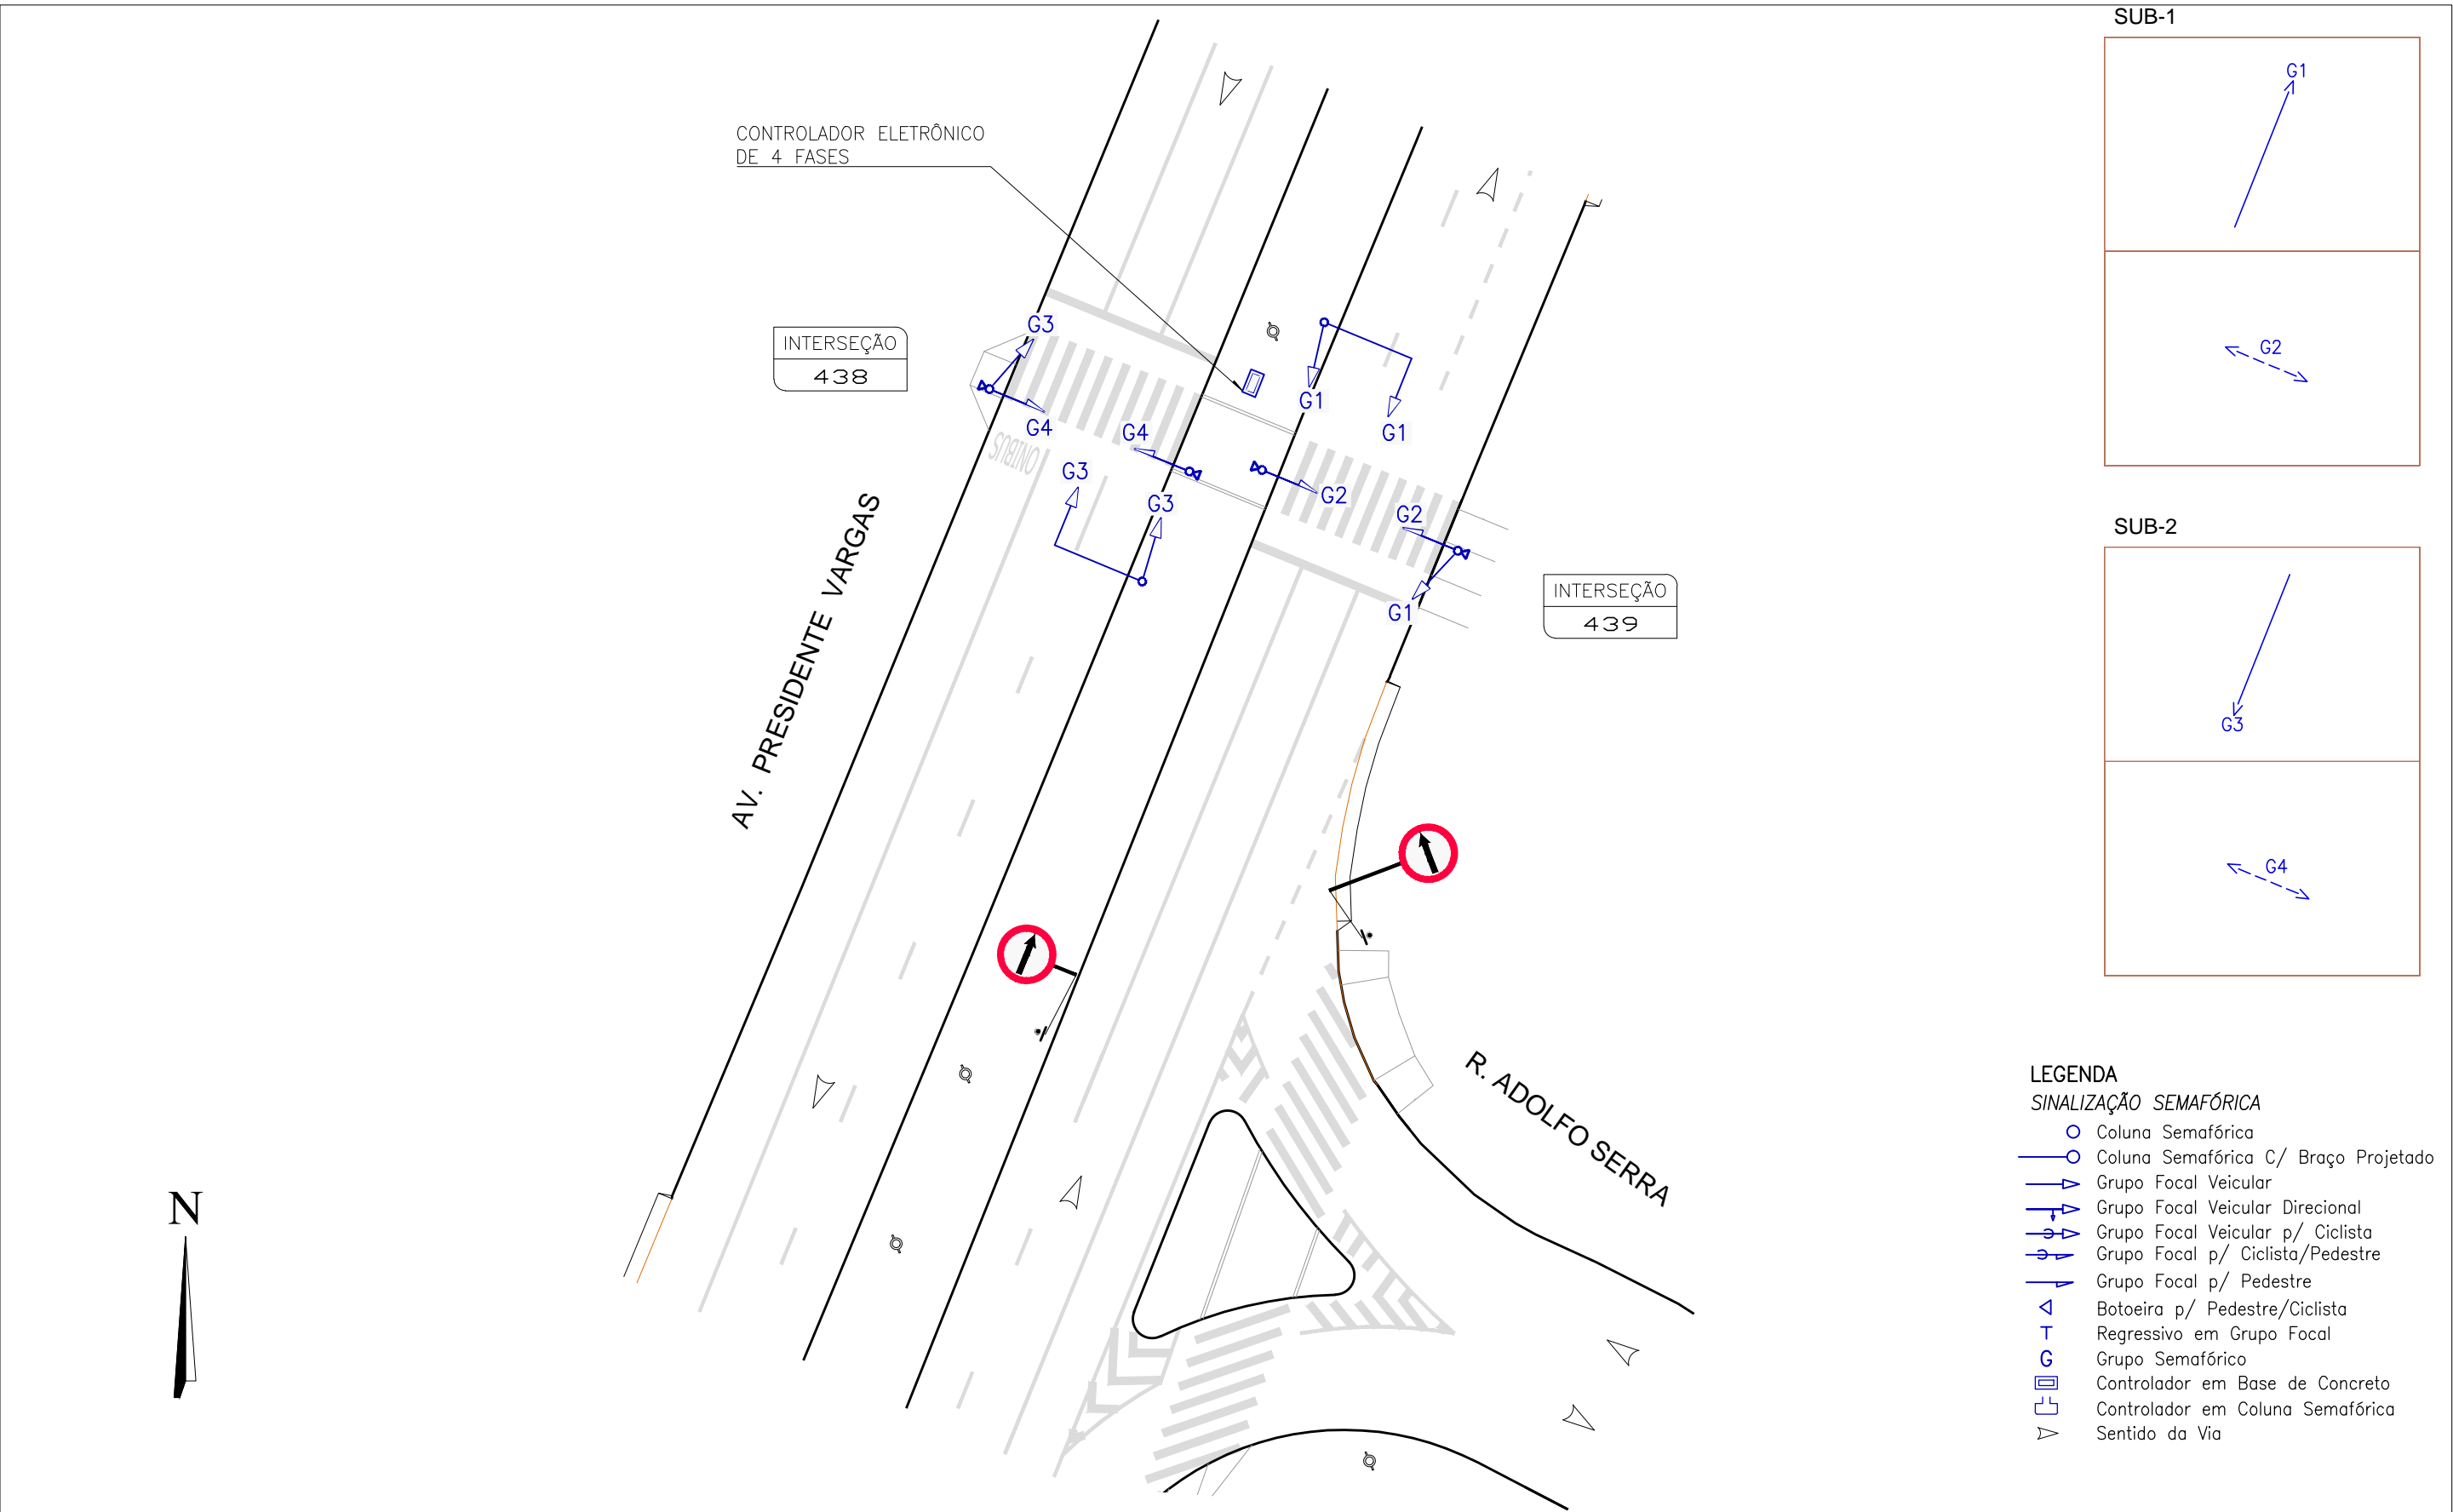 SUB-1
G1
G2
SUB-2
G3
G4
CONTROLADOR ELETRÔNICO
DE 4 FASES
INTERSEÇÃO
438
G3
G4
G4
G3
G3
ONIBUS
G1
G1
G2
G2
G1
INTERSEÇÃO
439
AV. PRESIDENTE VARGAS
R. ADOLFO SERRA
N
LEGENDA
SINALIZAÇÃO SEMAFÓRICA
Coluna Semafórica
Coluna Semafórica C/ Braço Projetado
Grupo Focal Veicular
Grupo Focal Veicular Direcional
Grupo Focal Veicular p/ Ciclista
Grupo Focal p/ Ciclista/Pedestre
Grupo Focal p/ Pedestre
Botoeira p/ Pedestre/Ciclista
T Regressivo em Grupo Focal
G Grupo Semafórico
Controlador em Base de Concreto
Controlador em Coluna Semafórica
Sentido da Via